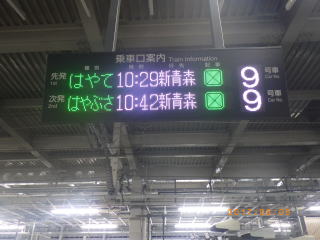 乗車口案内 Train Information
先発 はやて 10:29 新青森 9 号車
1st Car No.
次発 はやぶさ 10:42 新青森 9 号車
2nd Car No.